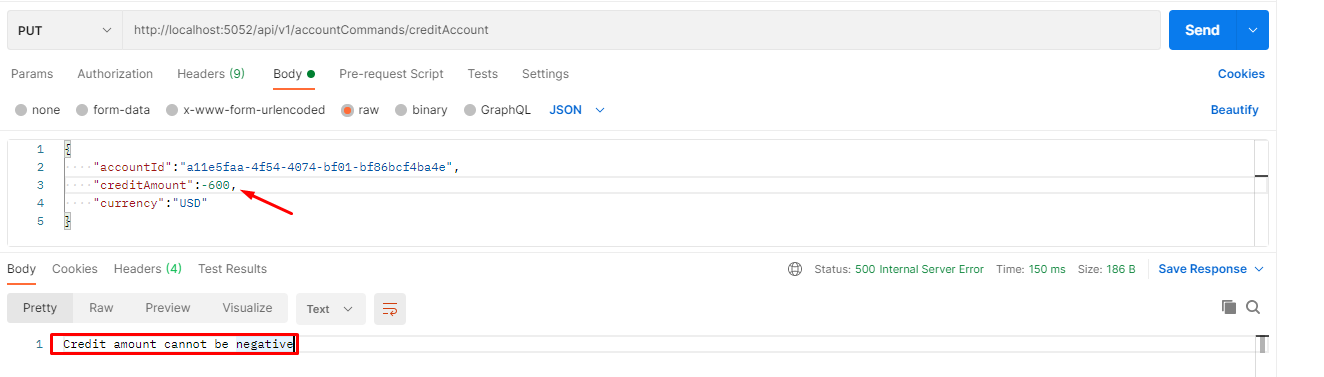 PUT http://localhost:5052/api/v1/accountCommands/creditAccount Send
Params Authorization Headers (9) Body Pre-request Script Tests Settings Cookies
none form-data x-www-form-urlencoded raw binary GraphQL JSON Beautify
1 {
2 "accountId":"a11e5faa-4f54-4074-bf01-bf86bcf4ba4e",
3 "creditAmount":-600,
4 "currency":"USD"
5 }
Body Cookies Headers (4) Test Results Status: 500 Internal Server Error Time: 150 ms Size: 186 B Save Response
Pretty Raw Preview Visualize Text
1 Credit amount cannot be negative